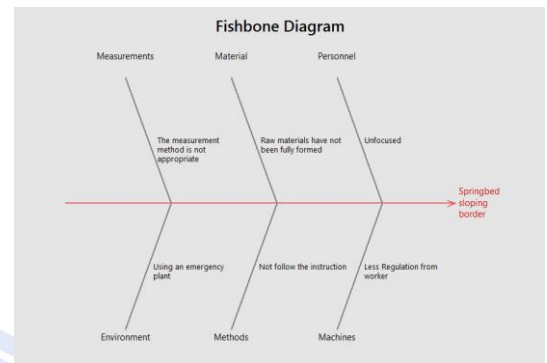 Fishbone Diagram
Measurements
Material
Personnel
The measurement
method is not
appropriate
Raw materials have not
been fully formed
Unfocused
Springbed
sloping
border
Using an emergency
plant
Not follow the instruction
Less Regulation from
worker
Environment
Methods
Machines